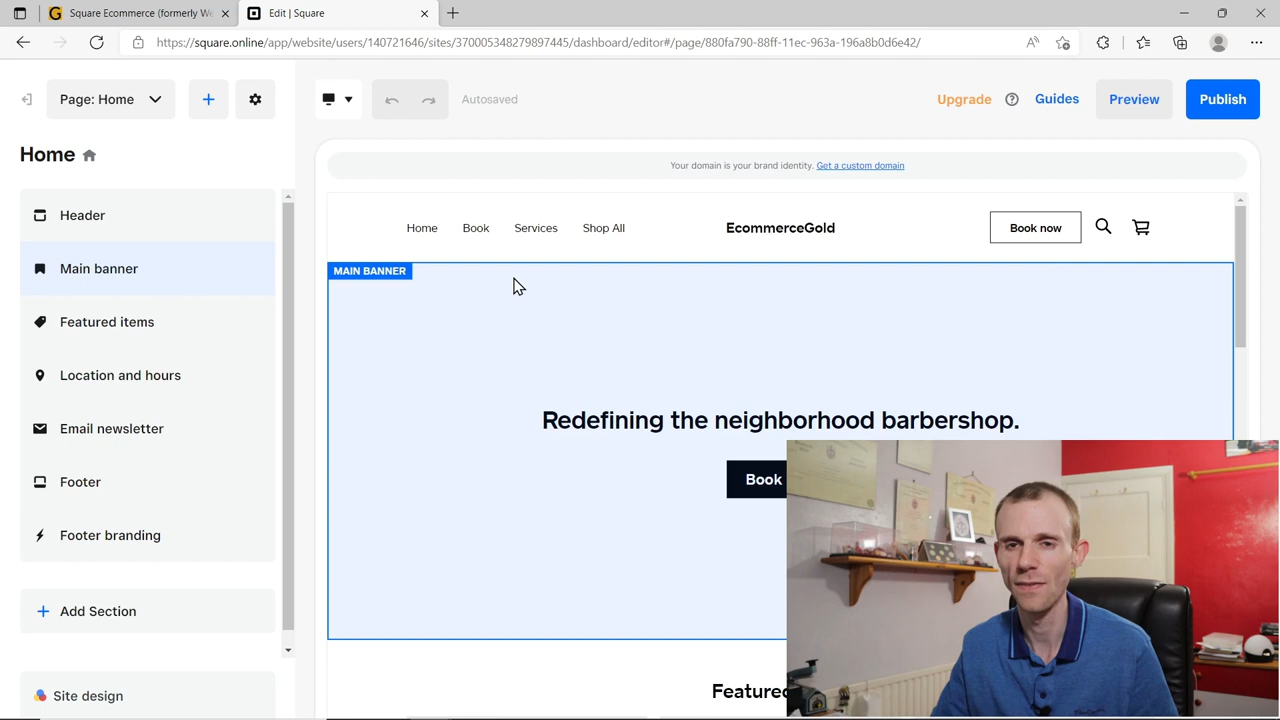 Square Ecommerce (formerly We
Edit | Square
https://square.online/app/website/users/140721646/sites/370005348279897445/dashboard/editor#/page/880fa790-88ff-11ec-963a-196a8b0d6e42/
Page: Home
Autosaved
Upgrade
Guides
Preview
Publish
Home
Header
Main banner
Featured items
Location and hours
Email newsletter
Footer
Footer branding
Add Section
Site design
Your domain is your brand identity. Get a custom domain
Home Book Services Shop All
EcommerceGold
Book now
MAIN BANNER
Redefining the neighborhood barbershop.
Book
Featured